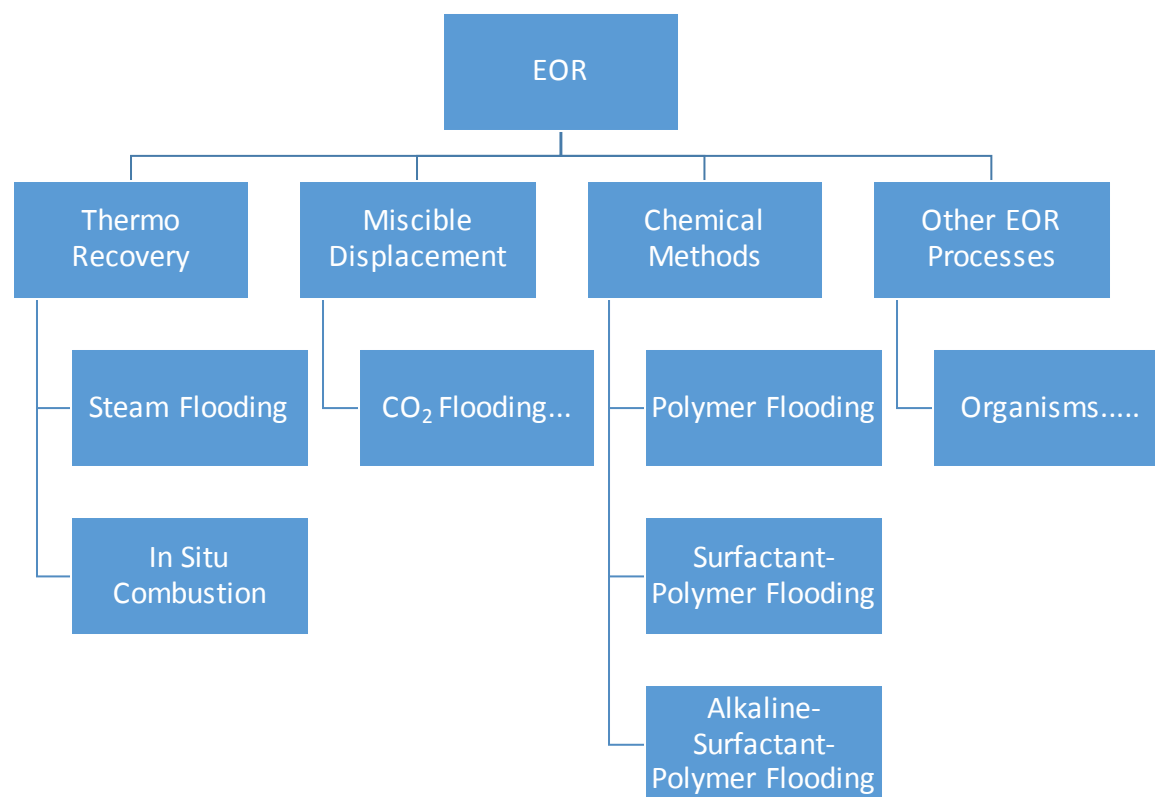 EOR
Thermo
Recovery
Miscible
Displacement
Chemical
Methods
Other EOR
Processes
Steam Flooding
CO₂ Flooding...
Polymer Flooding
Organisms.....
In Situ
Combustion
Surfactant-
Polymer Flooding
Alkaline-
Surfactant-
Polymer Flooding